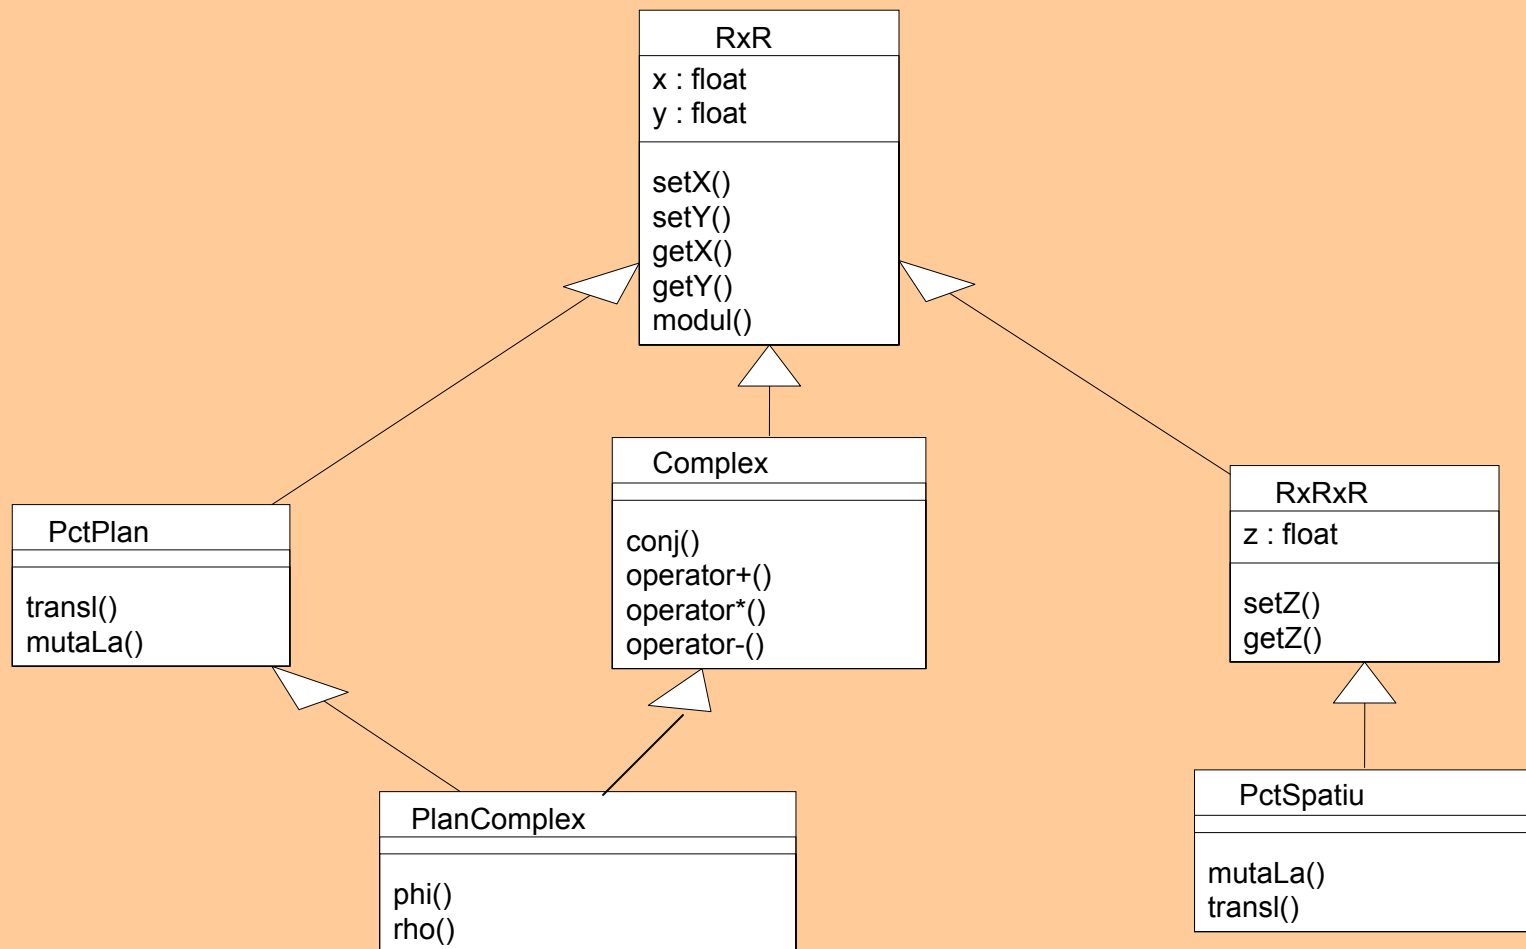 RxR
x : float
y : float
setX()
setY()
getX()
getY()
modul()
PctPlan
transl()
mutaLa()
Complex
conj()
operator+()
operator*()
operator-()
RxRxR
z : float
setZ()
getZ()
PlanComplex
phi()
rho()
PctSpatiu
mutaLa()
transl()